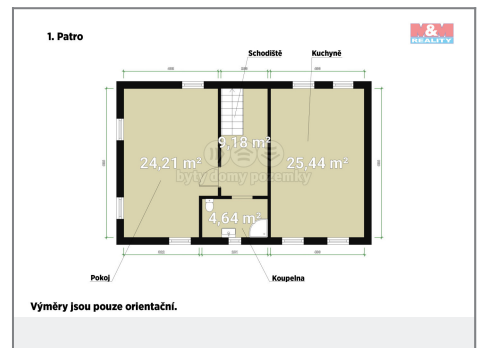 1. Patro
M&M
REALITY
Schodiště
Kuchyně
9,18 m²
24,21 m²
25,44 m²
byty domy pozemky
4,64 m²
Pokoj
Koupelna
Výměry jsou pouze orientační.